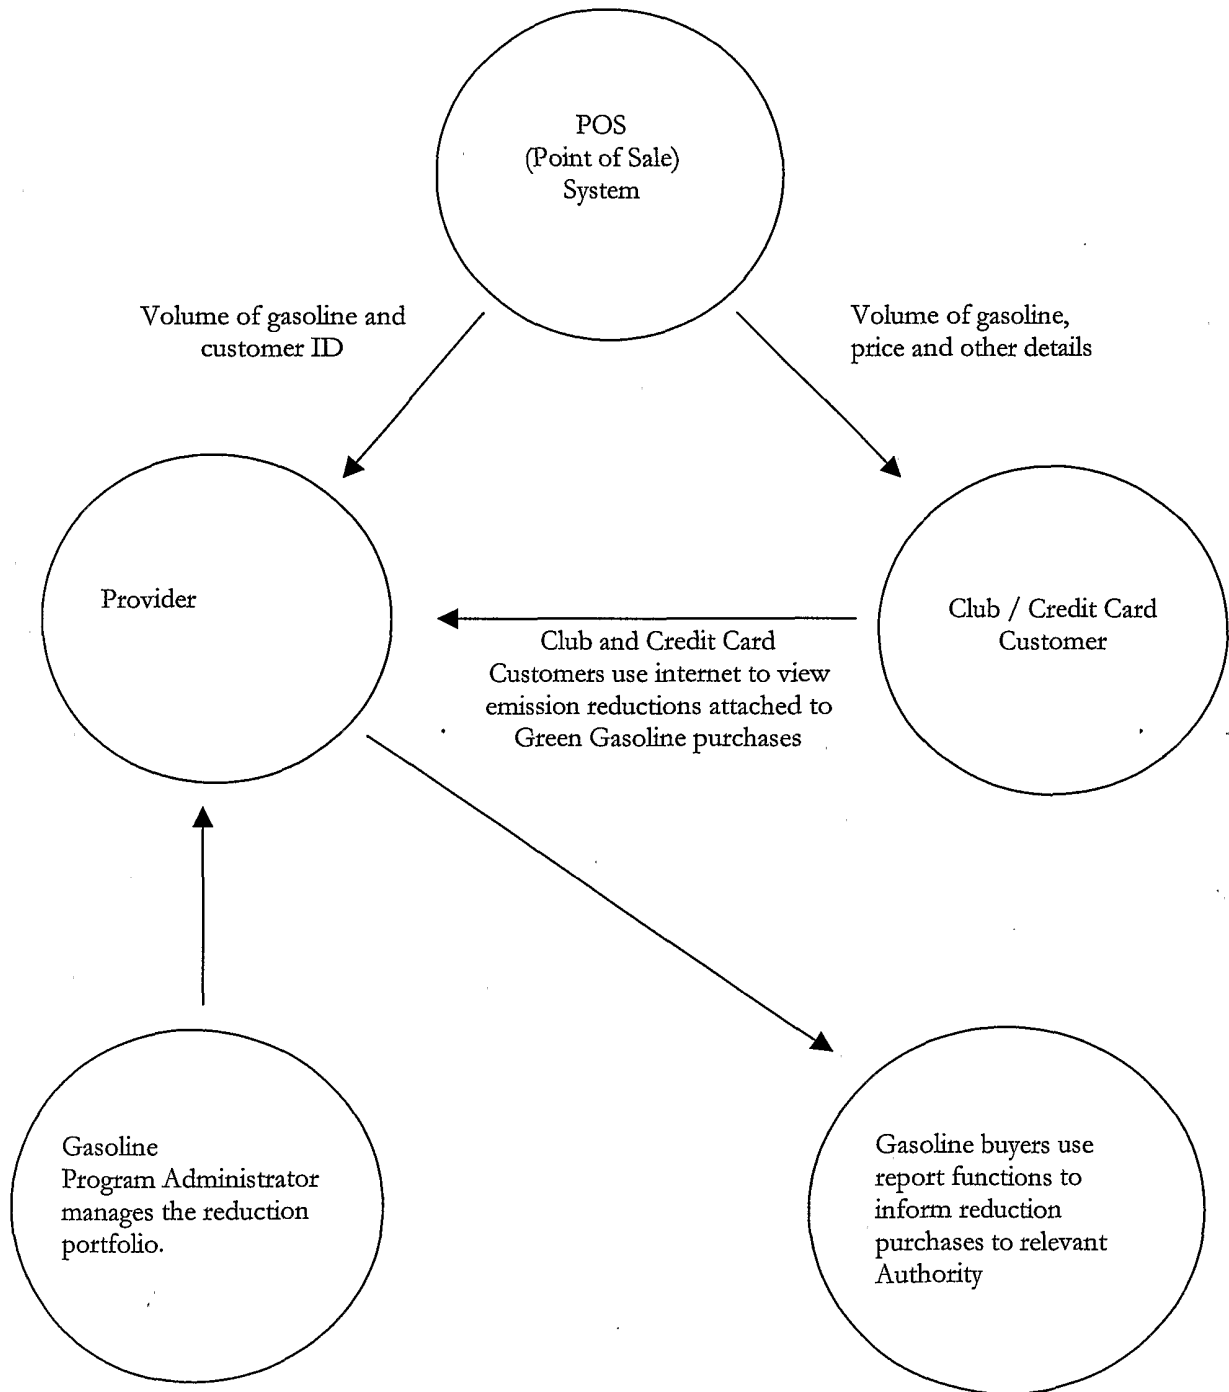 POS
(Point of Sale)
System
Volume of gasoline and
customer ID
Volume of gasoline,
price and other details
Provider
Club / Credit Card
Customer
Club and Credit Card
Customers use internet to view
emission reductions attached to
Green Gasoline purchases
Gasoline
Program Administrator
manages the reduction
portfolio.
Gasoline buyers use
report functions to
inform reduction
purchases to relevant
Authority